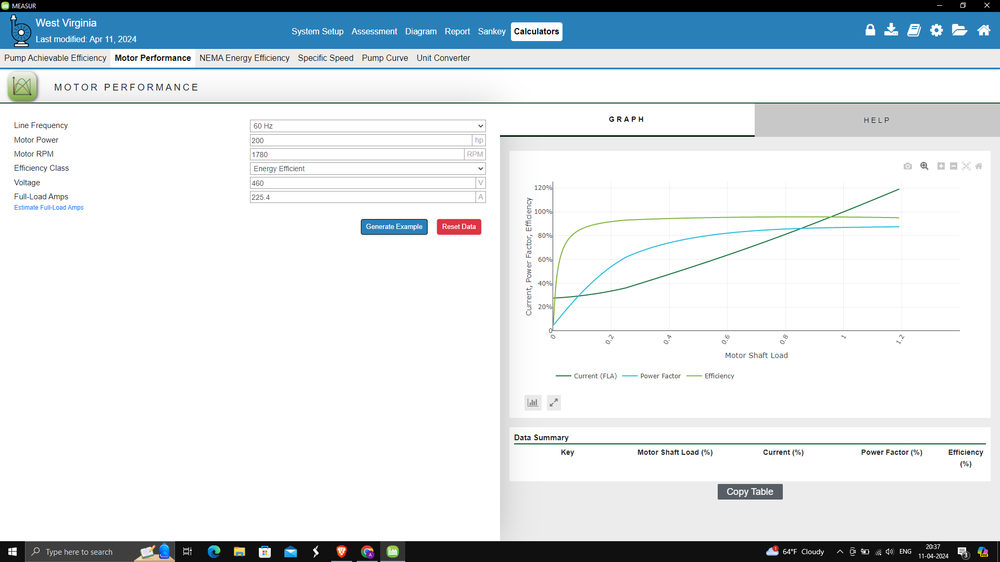 MEASUR
West Virginia
Last modified: Apr 11, 2024
System Setup Assessment Diagram Report Sankey Calculators
Pump Achievable Efficiency Motor Performance NEMA Energy Efficiency Specific Speed Pump Curve Unit Converter
MOTOR PERFORMANCE
Line Frequency 60 Hz
Motor Power 200 hp
Motor RPM 1780 RPM
Efficiency Class Energy Efficient
Voltage 460 V
Full-Load Amps 225.4 A
Estimate Full-Load Amps
Generate Example Reset Data
GRAPH HELP
Current, Power Factor, Efficiency
120%
100%
80%
60%
40%
20%
0
0 0.2 0.4 0.6 0.8 1 1.2
Motor Shaft Load
Current (FLA) Power Factor Efficiency
Data Summary
Key Motor Shaft Load (%) Current (%) Power Factor (%) Efficiency (%)
Copy Table
Type here to search
A
1
64°F Cloudy
ENG
20:37
11-04-2024
3
PRE